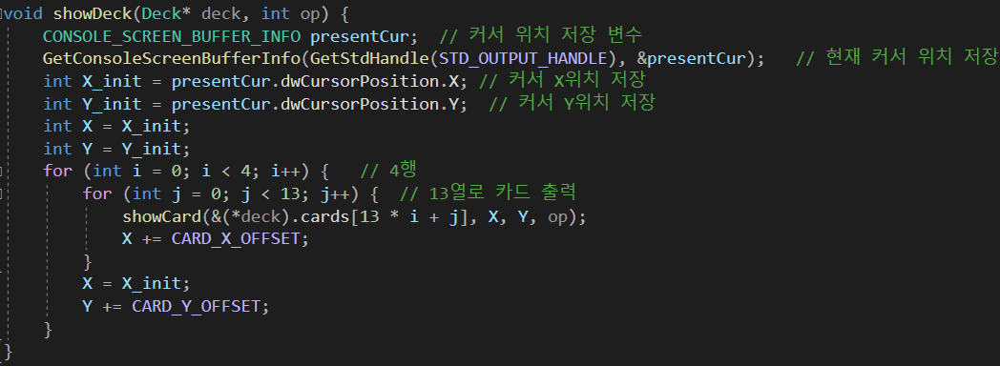 void showDeck(Deck* deck, int op) {
    CONSOLE_SCREEN_BUFFER_INFO presentCur;  // 커서 위치 저장 변수
    GetConsoleScreenBufferInfo(GetStdHandle(STD_OUTPUT_HANDLE), &presentCur);   // 현재 커서 위치 저장
    int X_init = presentCur.dwCursorPosition.X; // 커서 X위치 저장
    int Y_init = presentCur.dwCursorPosition.Y;  // 커서 Y위치 저장
    int X = X_init;
    int Y = Y_init;
    for (int i = 0; i < 4; i++) {   // 4행
        for (int j = 0; j < 13; j++) {  // 13열로 카드 출력
            showCard(&(*deck).cards[13 * i + j], X, Y, op);
            X += CARD_X_OFFSET;
        }
        X = X_init;
        Y += CARD_Y_OFFSET;
    }
}